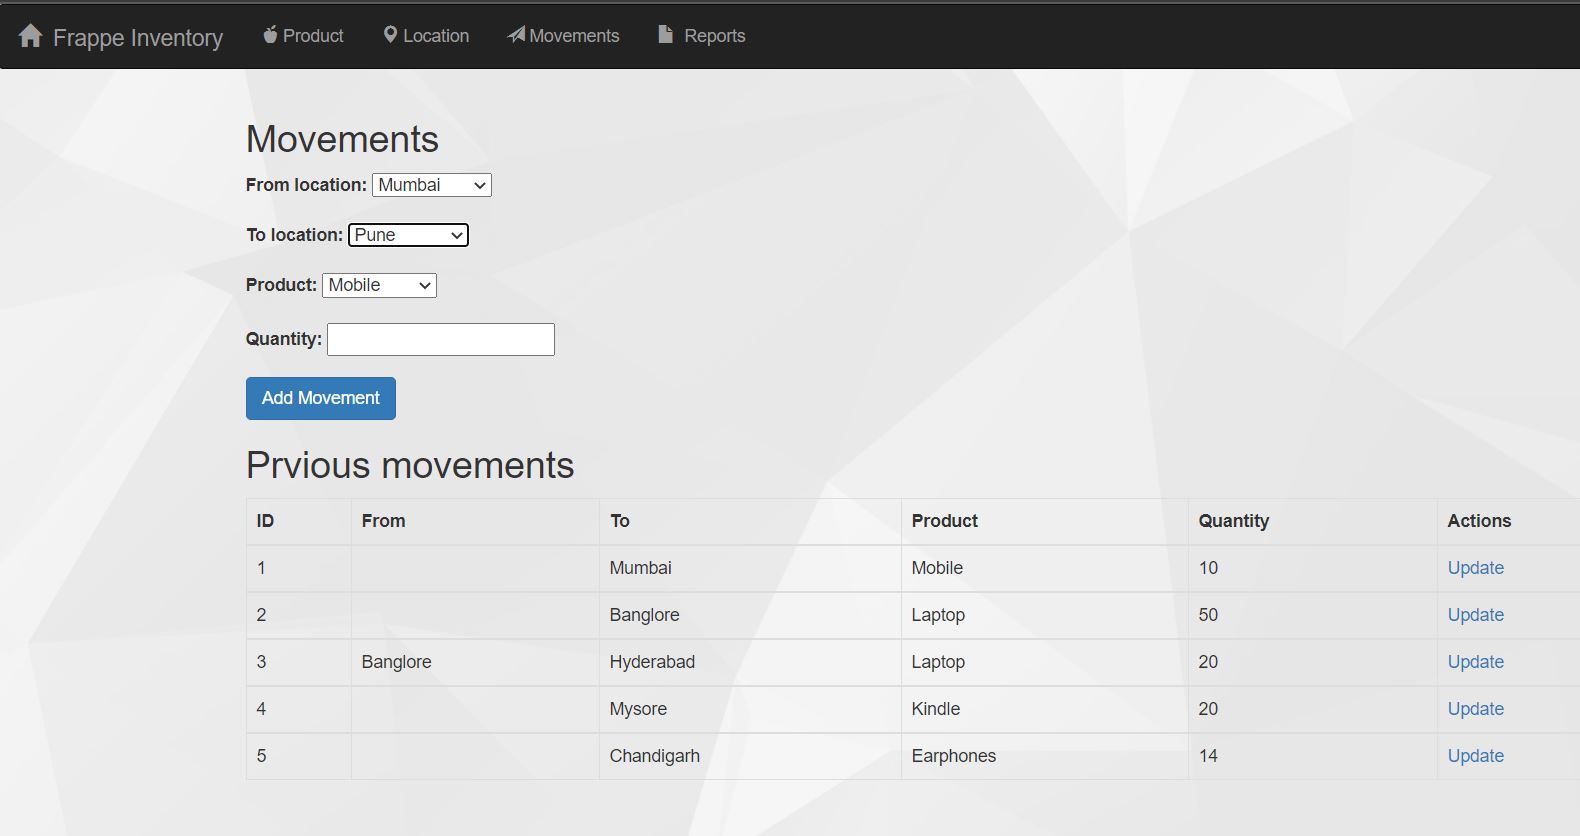 Frappe Inventory Product Location Movements Reports
Movements
From location: Mumbai
To location: Pune
Product: Mobile
Quantity:
Add Movement
Prvious movements
ID From To Product Quantity Actions
1 Mumbai Mobile 10 Update
2 Banglore Laptop 50 Update
3 Banglore Hyderabad Laptop 20 Update
4 Mysore Kindle 20 Update
5 Chandigarh Earphones 14 Update